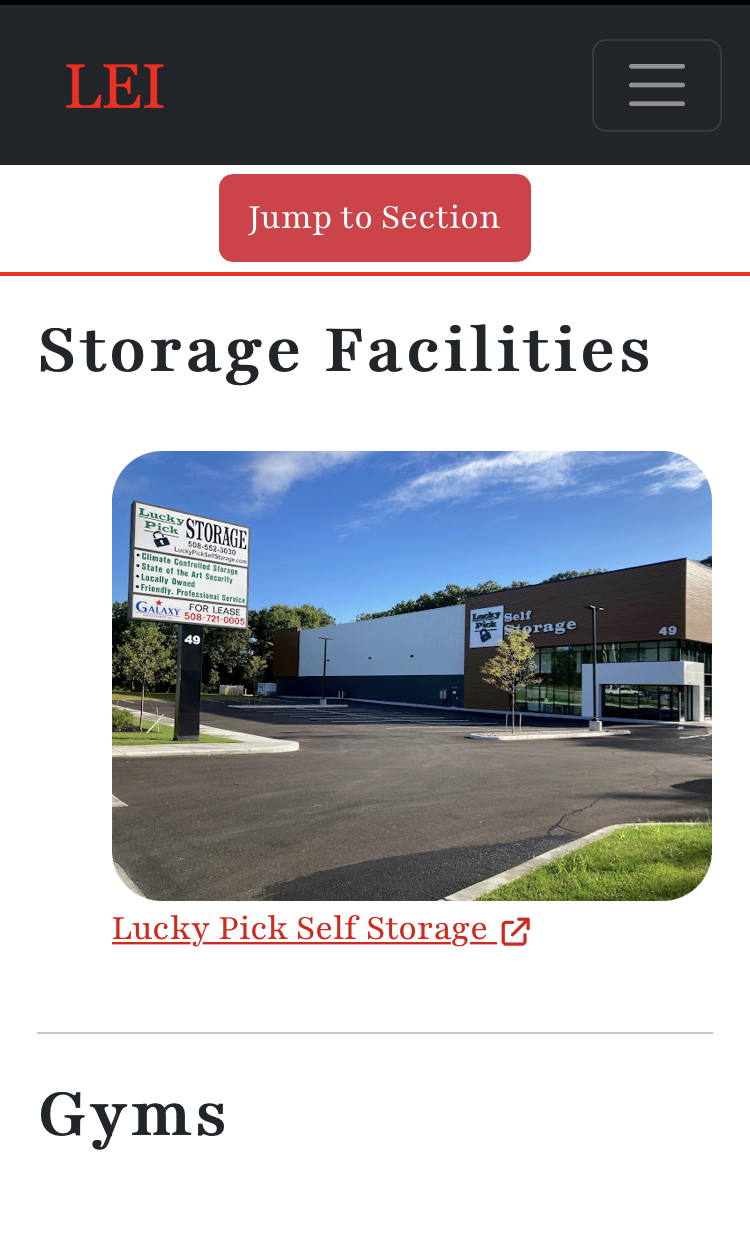 LEI
Jump to Section
Storage Facilities
Lucky
Pick
STORAGE
508-552-3030
LuckyPickSelfStorage.com
• Climate Controlled Storage
• State of the Art Security
• Locally Owned
• Friendly, Professional Service
GALAXY
FOR LEASE
508-721-0005
49
Lucky
Pick
Self
Storage
49
Lucky Pick Self Storage
Gyms